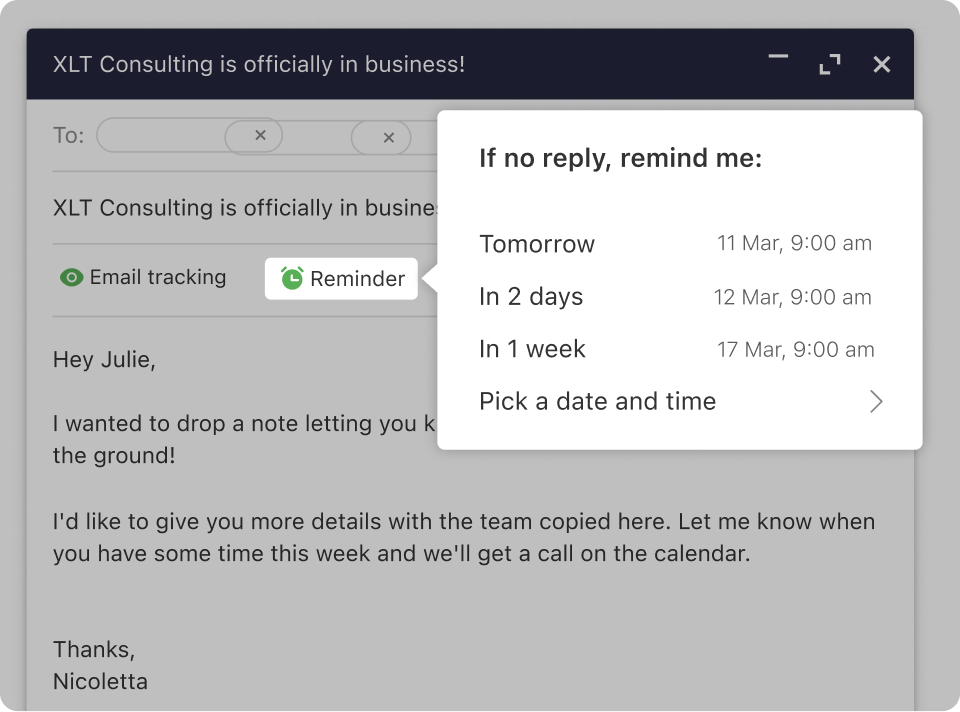 XLT Consulting is officially in business!
To:
XLT Consulting is officially in busine
Email tracking
Reminder
If no reply, remind me:
Tomorrow 11 Mar, 9:00 am
In 2 days 12 Mar, 9:00 am
In 1 week 17 Mar, 9:00 am
Pick a date and time
Hey Julie,
I wanted to drop a note letting you k
the ground!
I'd like to give you more details with the team copied here. Let me know when
you have some time this week and we'll get a call on the calendar.
Thanks,
Nicoletta